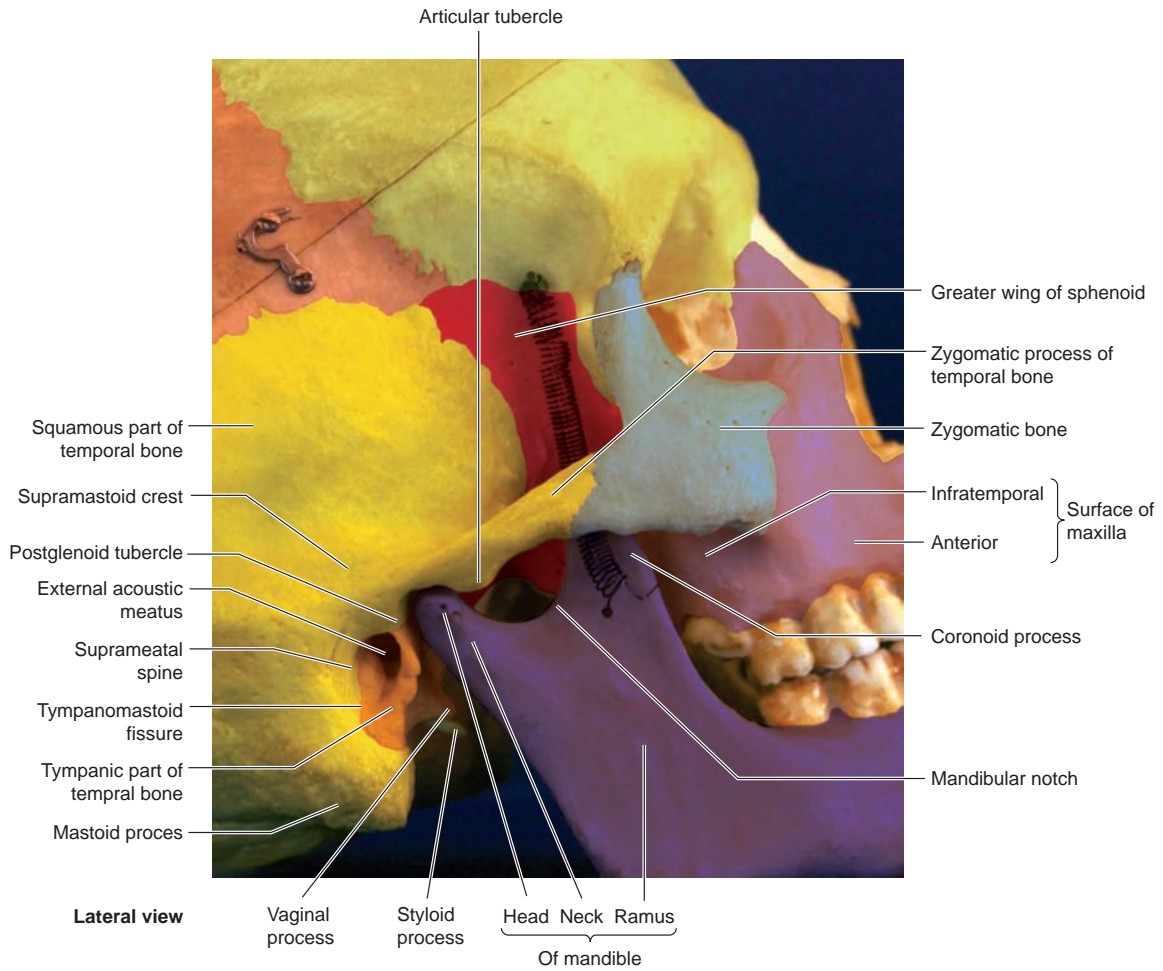 Articular tubercle
Greater wing of sphenoid
Zygomatic process of
temporal bone
Zygomatic bone
Infratemporal
Anterior
Surface of
maxilla
Coronoid process
Mandibular notch
Squamous part of
temporal bone
Supramastoid crest
Postglenoid tubercle
External acoustic
meatus
Suprameatal
spine
Tympanomastoid
fissure
Tympanic part of
tempral bone
Mastoid proces
Lateral view
Vaginal
process
Styloid
process
Head Neck Ramus
Of mandible